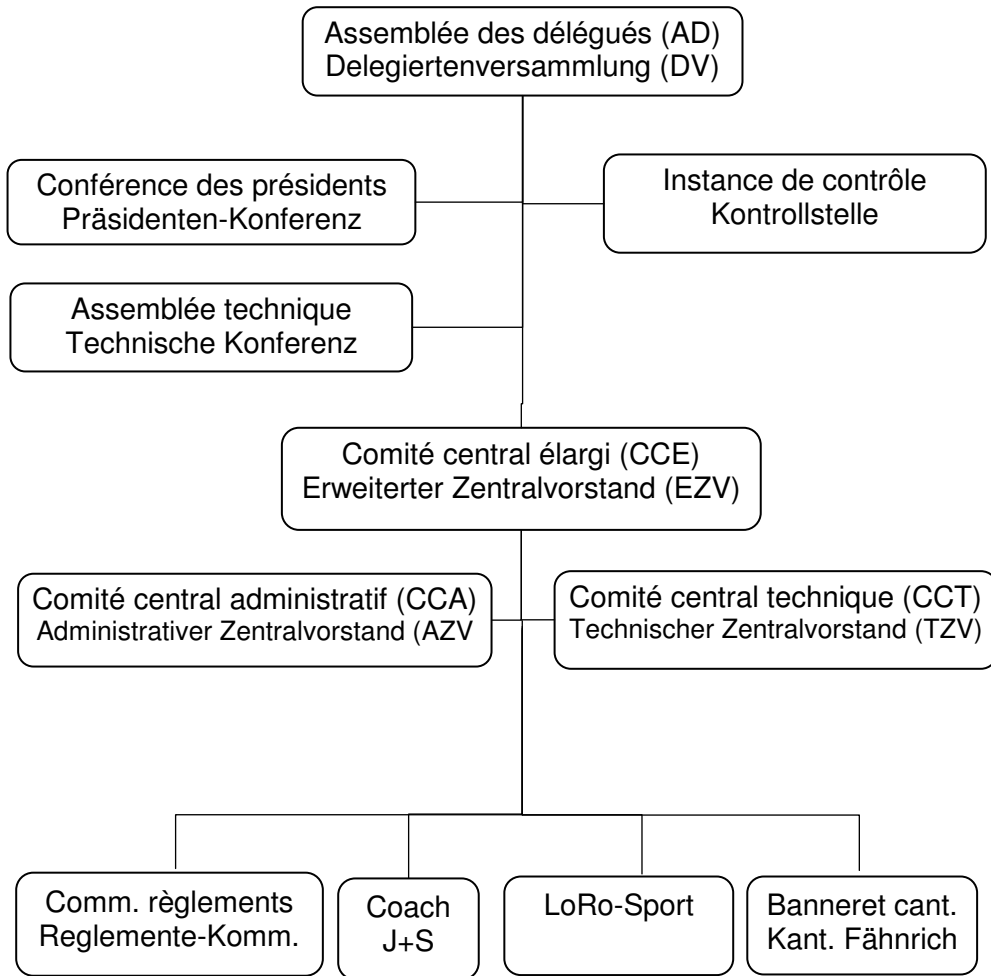 Assemblée des délégués (AD)
Delegiertenversammlung (DV)
Conférence des présidents
Präsidenten-Konferenz
Instance de contrôle
Kontrollstelle
Assemblée technique
Technische Konferenz
Comité central élargi (CCE)
Erweiterter Zentralvorstand (EZV)
Comité central administratif (CCA)
Administrativer Zentralvorstand (AZV
Comité central technique (CCT)
Technischer Zentralvorstand (TZV)
Comm. règlements
Reglemente-Komm.
Coach
J+S
LoRo-Sport
Banneret cant.
Kant. Fähnrich